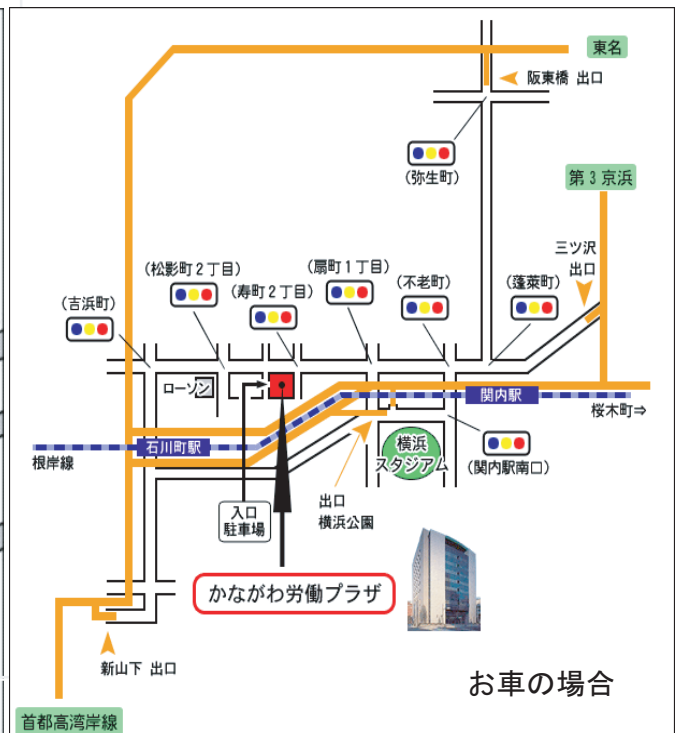 東名
阪東橋 出口
(弥生町)
第3京浜
三ツ沢
出口
(松影町2丁目)
(扇町1丁目)
(不老町)
(蓬莱町)
(吉浜町)
(寿町2丁目)
ローソン
関内駅
桜木町⇒
石川町駅
根岸線
横浜
スタジアム
(関内駅南口)
入口
駐車場
出口
横浜公園
かながわ労働プラザ
新山下 出口
お車の場合
首都高湾岸線